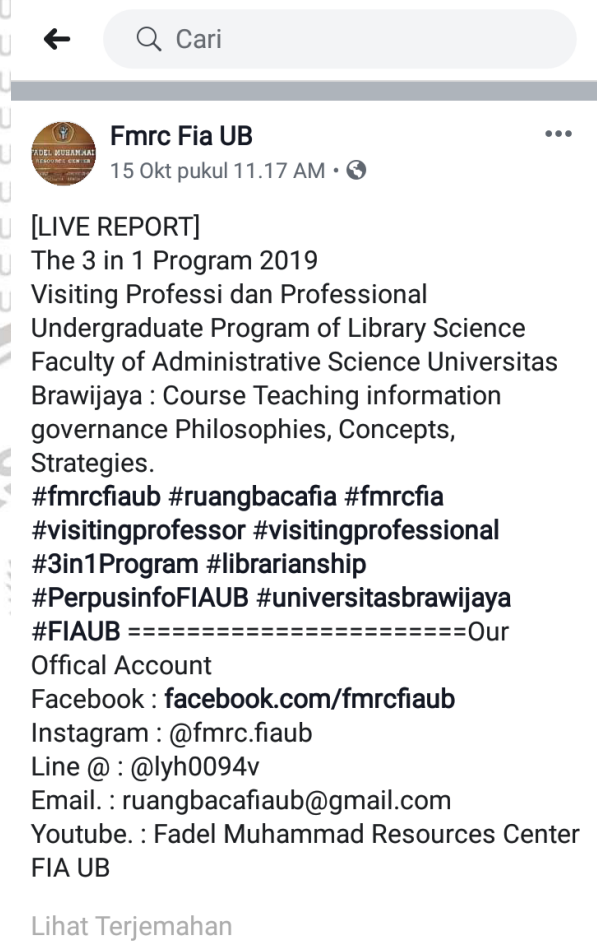 Cari
Fmrc Fia UB
15 Okt pukul 11.17 AM •
[LIVE REPORT]
The 3 in 1 Program 2019
Visiting Professi dan Professional
Undergraduate Program of Library Science
Faculty of Administrative Science Universitas
Brawijaya : Course Teaching information
governance Philosophies, Concepts,
Strategies.
#fmrcfiaub #ruangbacafia #fmrcfia
#visitingprofessor #visitingprofessional
#3in1Program #librarianship
#PerpusinfoFIAUB #universitasbrawijaya
#FIAUB =======================Our
Offical Account
Facebook : facebook.com/fmrcfiaub
Instagram : @fmrc.fiaub
Line @ : @lyh0094v
Email. : ruangbacafiaub@gmail.com
Youtube. : Fadel Muhammad Resources Center
FIA UB
Lihat Terjemahan